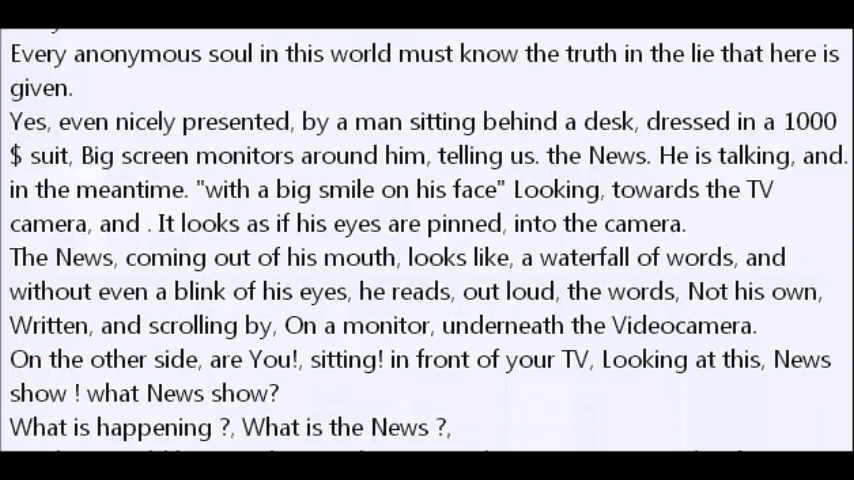 Every anonymous soul in this world must know the truth in the lie that here is
given.
Yes, even nicely presented, by a man sitting behind a desk, dressed in a 1000
$ suit, Big screen monitors around him, telling us. the News. He is talking, and.
in the meantime. "with a big smile on his face" Looking, towards the TV
camera, and . It looks as if his eyes are pinned, into the camera.
The News, coming out of his mouth, looks like, a waterfall of words, and
without even a blink of his eyes, he reads, out loud, the words, Not his own,
Written, and scrolling by, On a monitor, underneath the Videocamera.
On the other side, are You!, sitting! in front of your TV, Looking at this, News
show ! what News show?
What is happening ?, What is the News ?,